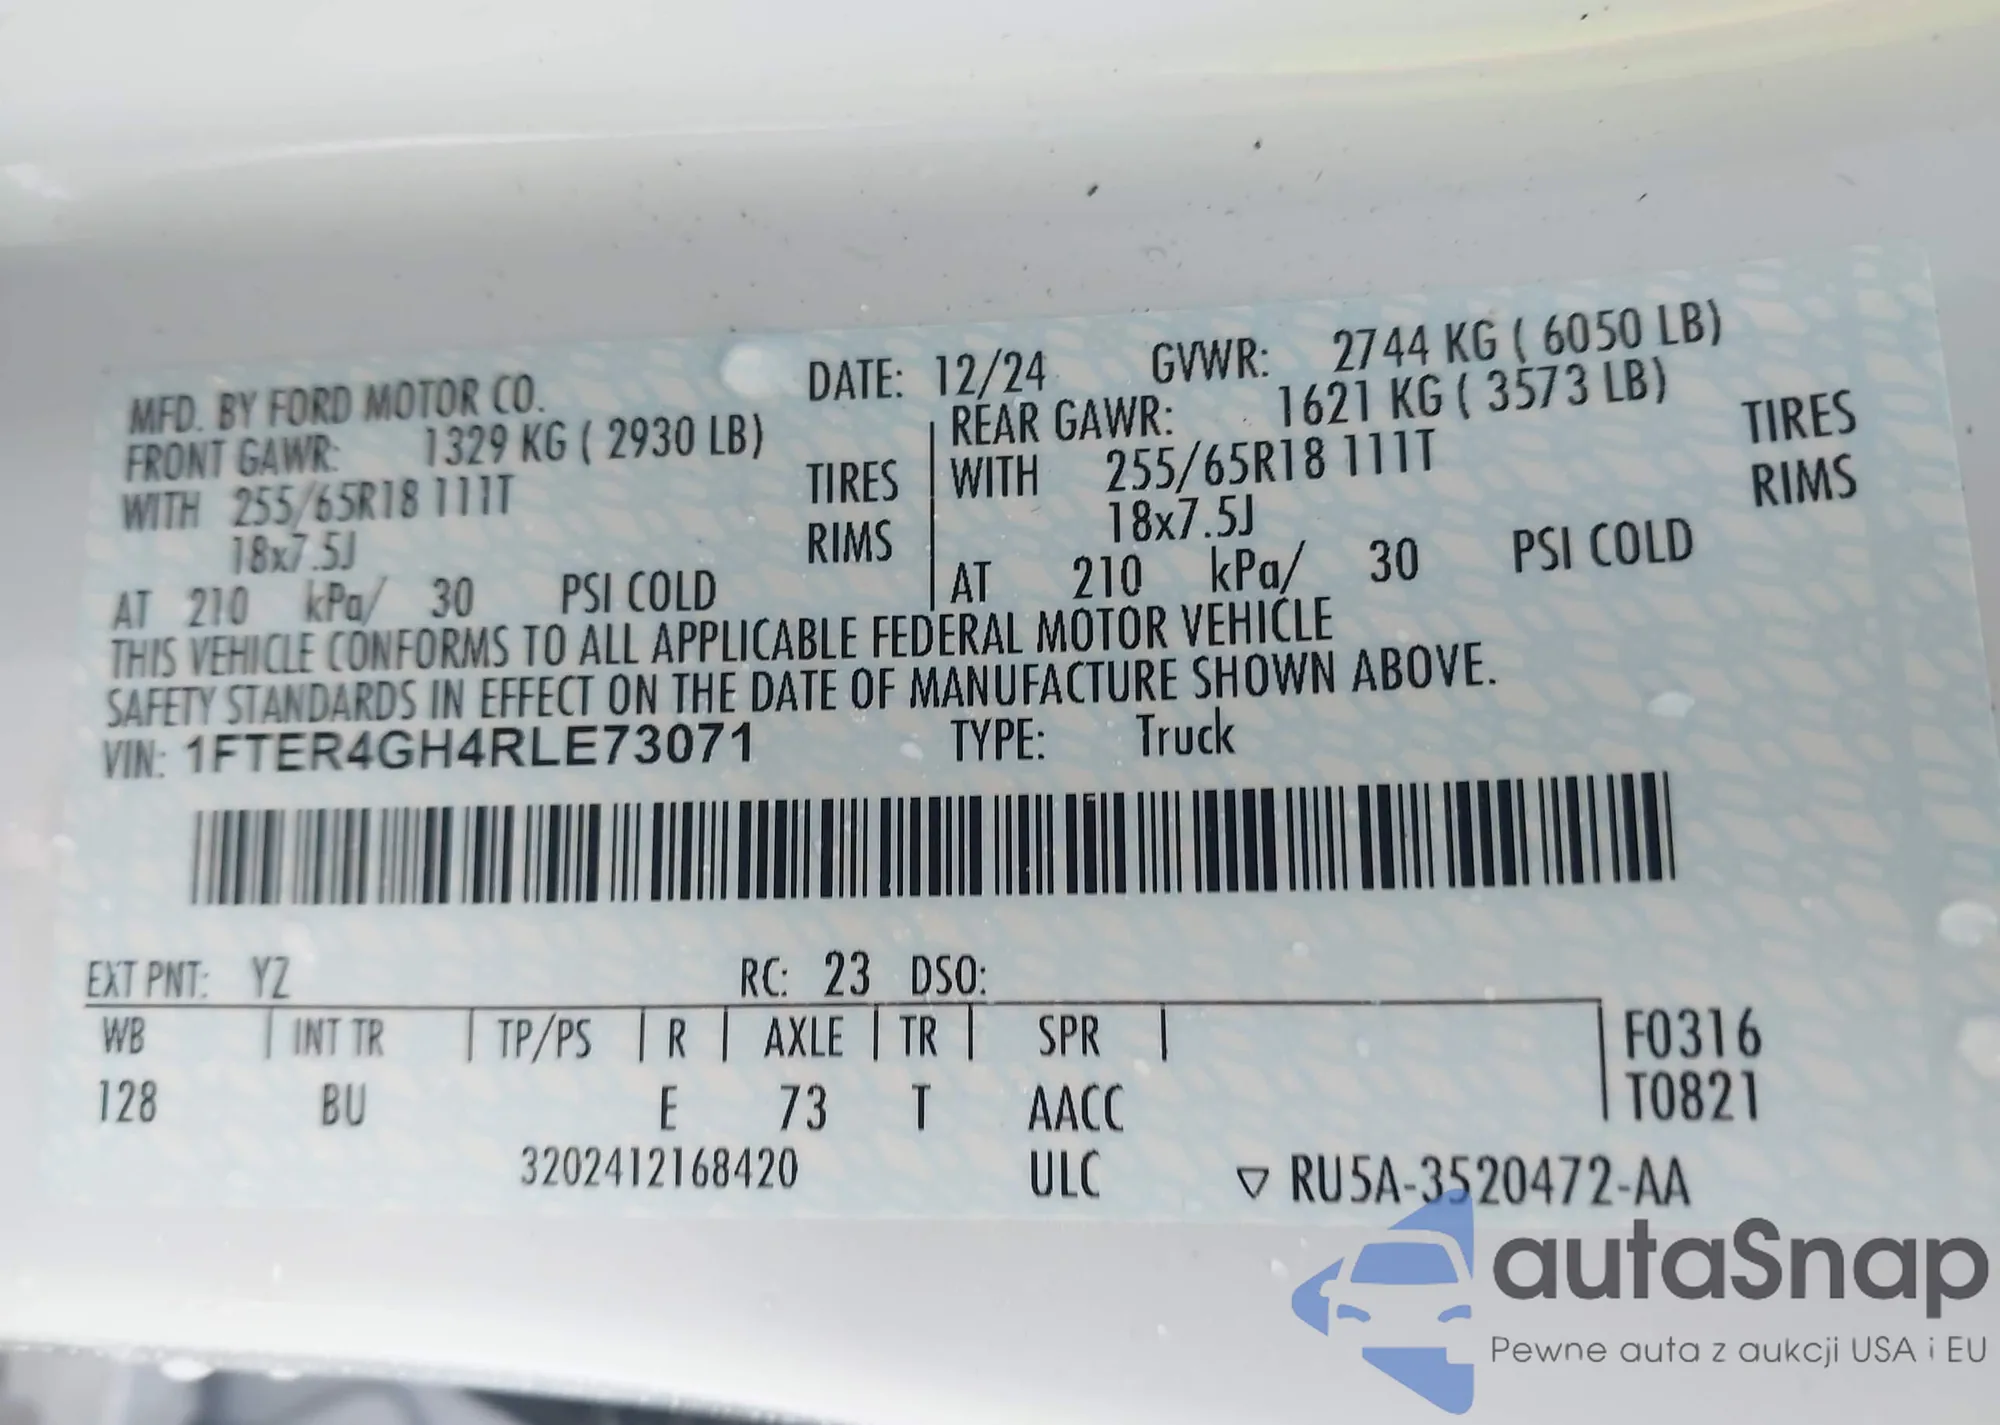 MFD. BY FORD MOTOR CO. DATE: 12/24 GVWR: 2744 KG ( 6050 LB)
FRONT GAWR: 1329 KG ( 2930 LB) REAR GAWR: 1621 KG ( 3573 LB)
WITH 255/65R18 111T TIRES WITH 255/65R18 111T TIRES
18x7.5J RIMS 18x7.5J RIMS
AT 210 kPa/ 30 PSI COLD AT 210 kPa/ 30 PSI COLD
THIS VEHICLE CONFORMS TO ALL APPLICABLE FEDERAL MOTOR VEHICLE
SAFETY STANDARDS IN EFFECT ON THE DATE OF MANUFACTURE SHOWN ABOVE.
VIN: 1FTER4GH4RLE73071 TYPE: Truck
EXT PNT: YZ RC: 23 DSO:
WB INT TR TP/PS R AXLE TR SPR F0316
128 BU E 73 T AACC T0821
3202412168420 ULC ▽ RU5A-3520472-AA
autaSnap
Pewne auta z aukcji USA i EU